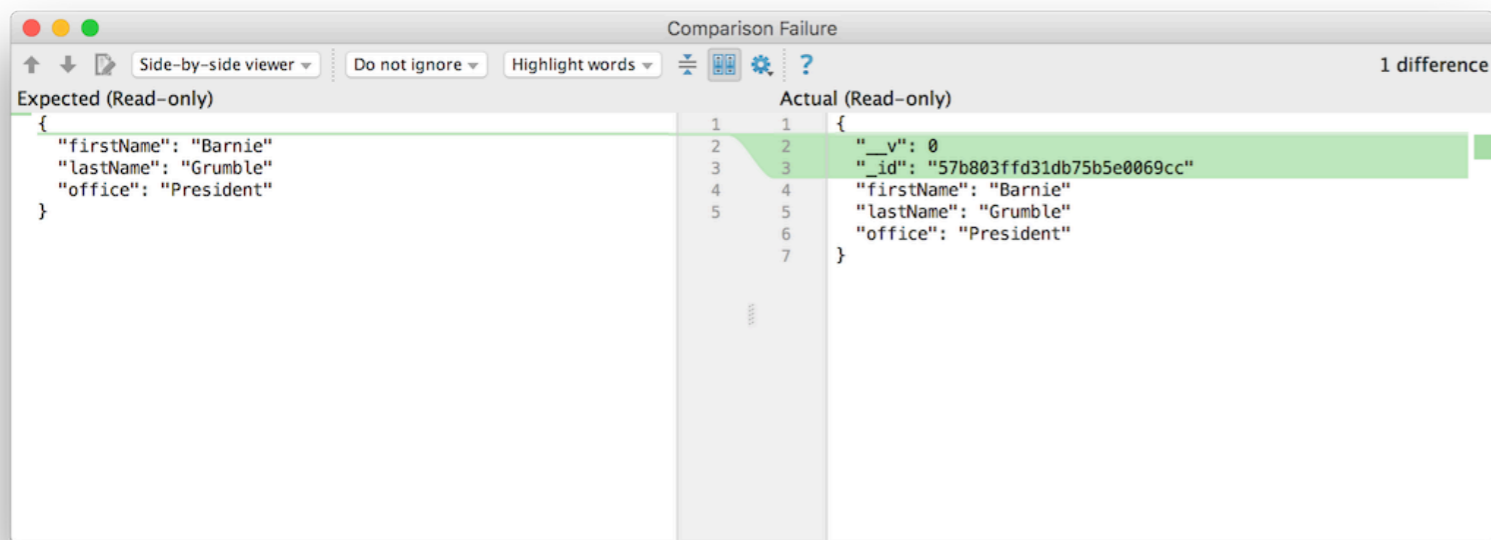 Comparison Failure
Side-by-side viewer Do not ignore Highlight words ? 1 difference
Expected (Read-only) Actual (Read-only)
{ 1 1 {
"firstName": "Barnie" 2 2 "__v": 0
"lastName": "Grumble" 3 3 "_id": "57b803ffd31db75b5e0069cc"
"office": "President" 4 4 "firstName": "Barnie"
} 5 5 "lastName": "Grumble"
6 "office": "President"
7 }